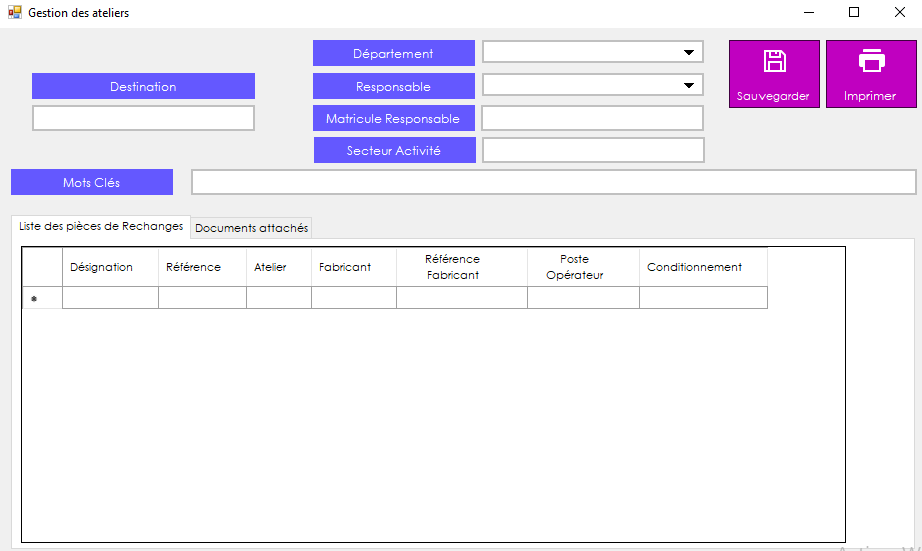 Gestion des ateliers
Département
Destination
Responsable
Matricule Responsable
Secteur Activité
Sauvegarder
Imprimer
Mots Clés
Liste des pièces de Rechanges
Documents attachés
Désignation
Référence
Atelier
Fabricant
Référence
Fabricant
Poste
Opérateur
Conditionnement